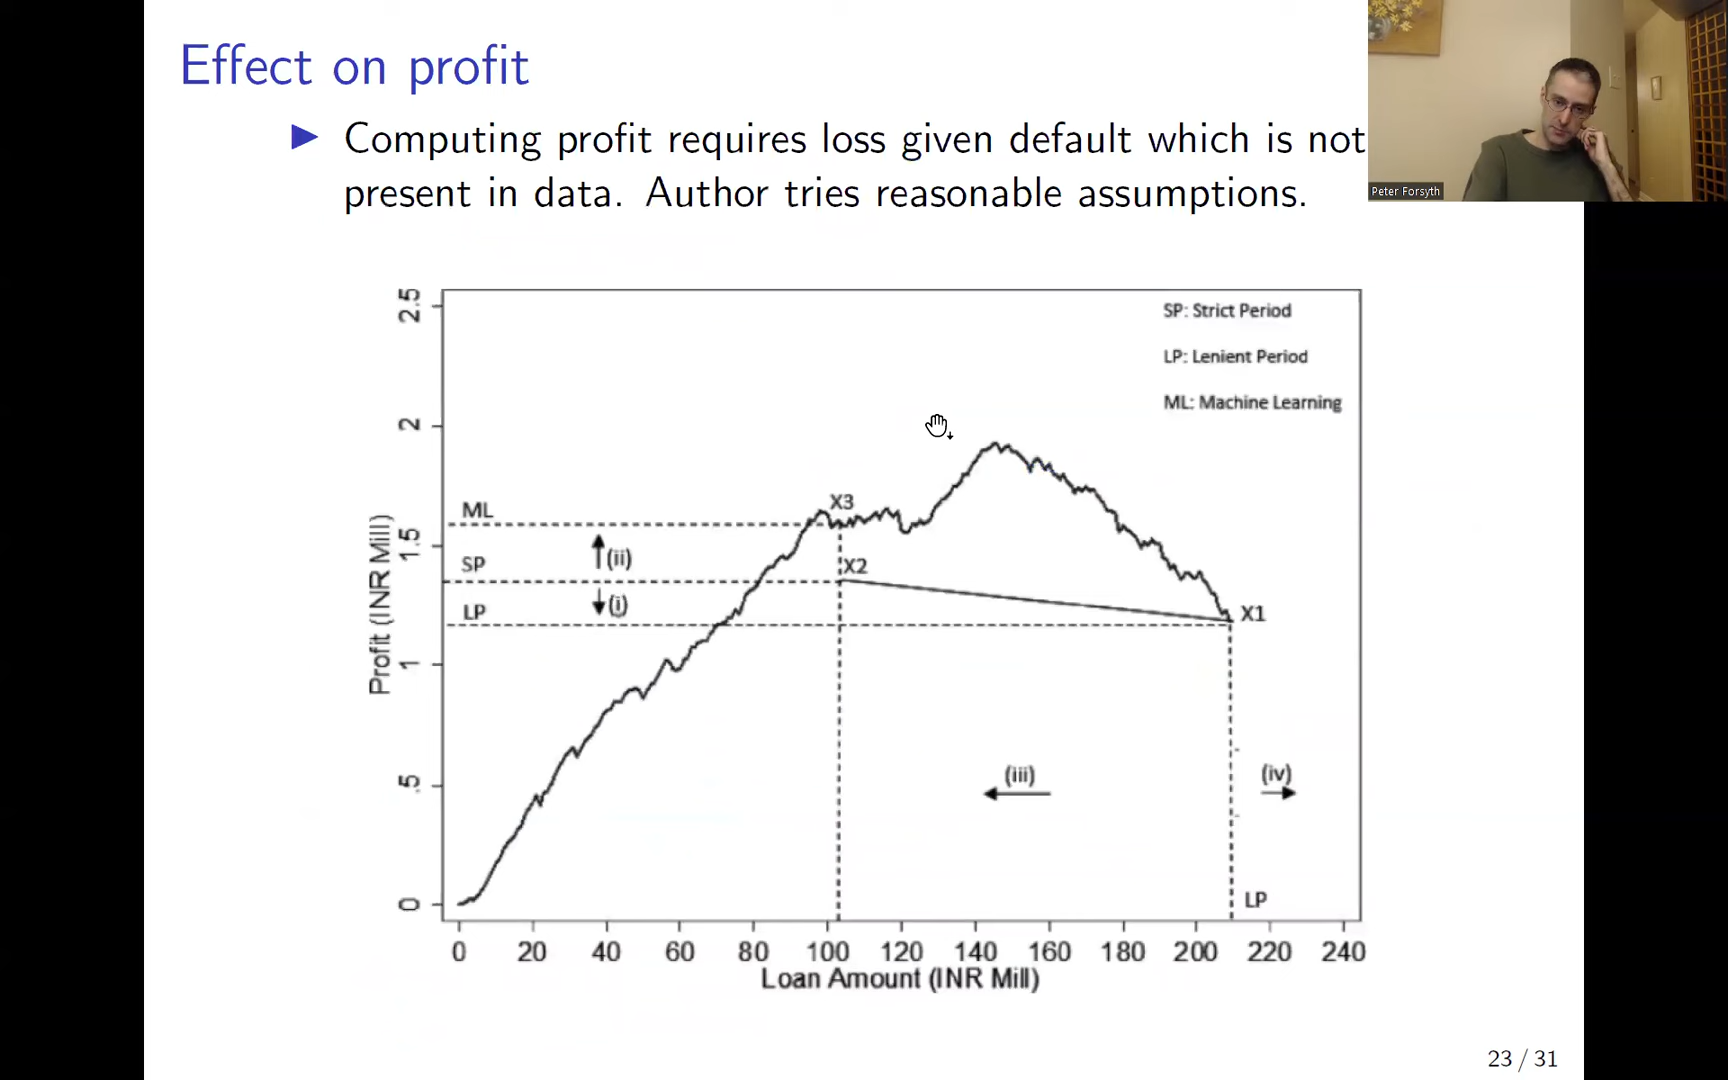 Effect on profit
Computing profit requires loss given default which is not
present in data. Author tries reasonable assumptions.
Peter Forsyth
SP: Strict Period
LP: Lenient Period
ML: Machine Learning
2.5
2
1.5
1
.5
0
Profit (INR Mill)
ML
(ii)
SP
(i)
LP
X3
X2
X1
(iii)
(iv)
LP
0 20 40 60 80 100 120 140 160 180 200 220 240
Loan Amount (INR Mill)
23 / 31